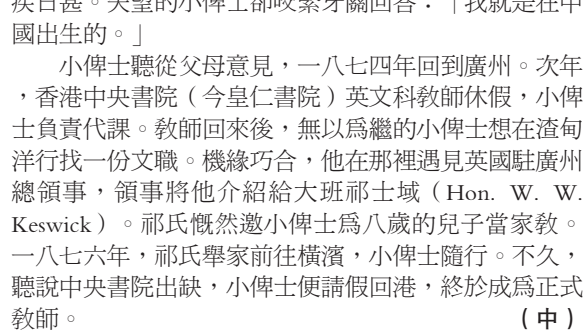 疾日甚。失望的小俾士卻咬緊牙關回答：「我就是在中
國出生的。」
　　小俾士聽從父母意見，一八七四年回到廣州。次年
，香港中央書院（今皇仁書院）英文科教師休假，小俾
士負責代課。教師回來後，無以爲繼的小俾士想在渣甸
洋行找一份文職。機緣巧合，他在那裡遇見英國駐廣州
總領事，領事將他介紹給大班祁士域（Hon. W. W.
Keswick）。祁氏慨然邀小俾士爲八歲的兒子當家教。
一八七六年，祁氏舉家前往橫濱，小俾士隨行。不久，
聽說中央書院出缺，小俾士便請假回港，終於成爲正式
教師。　（中）